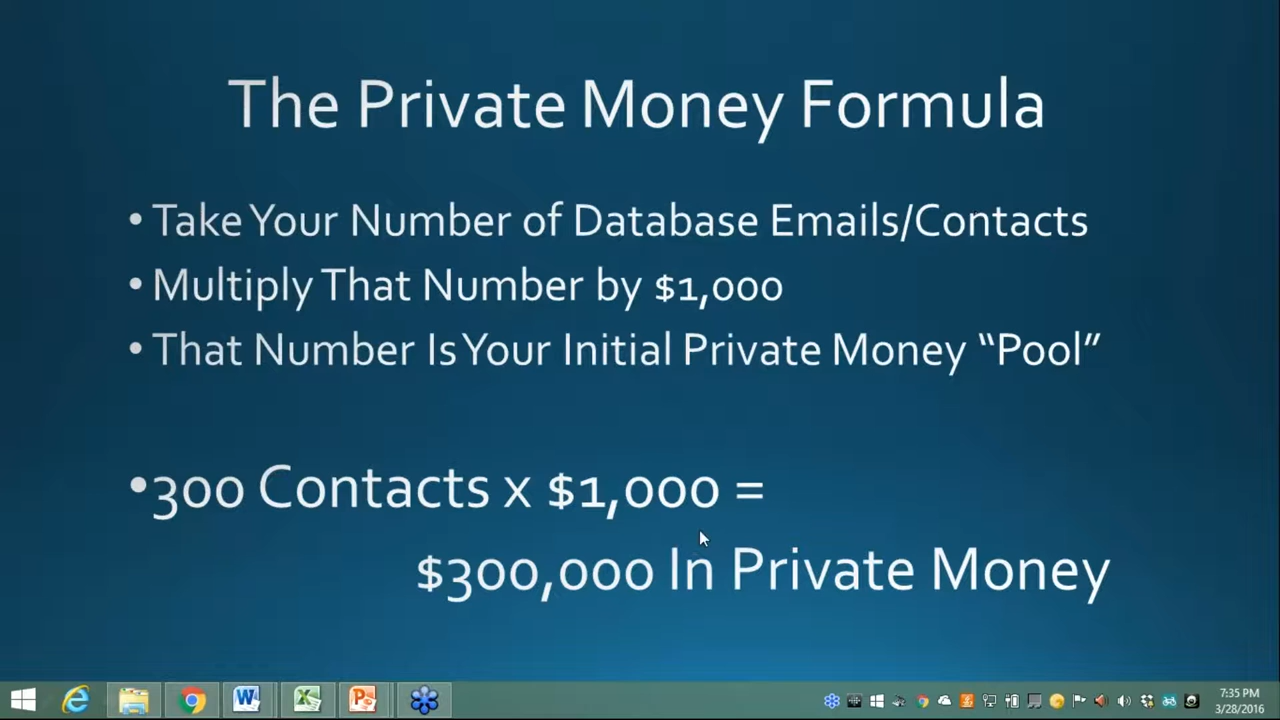 The Private Money Formula
• Take Your Number of Database Emails/Contacts
• Multiply That Number by $1,000
• That Number Is Your Initial Private Money “Pool”
•300 Contacts x $1,000 =
$300,000 In Private Money
7:35 PM
3/28/2016